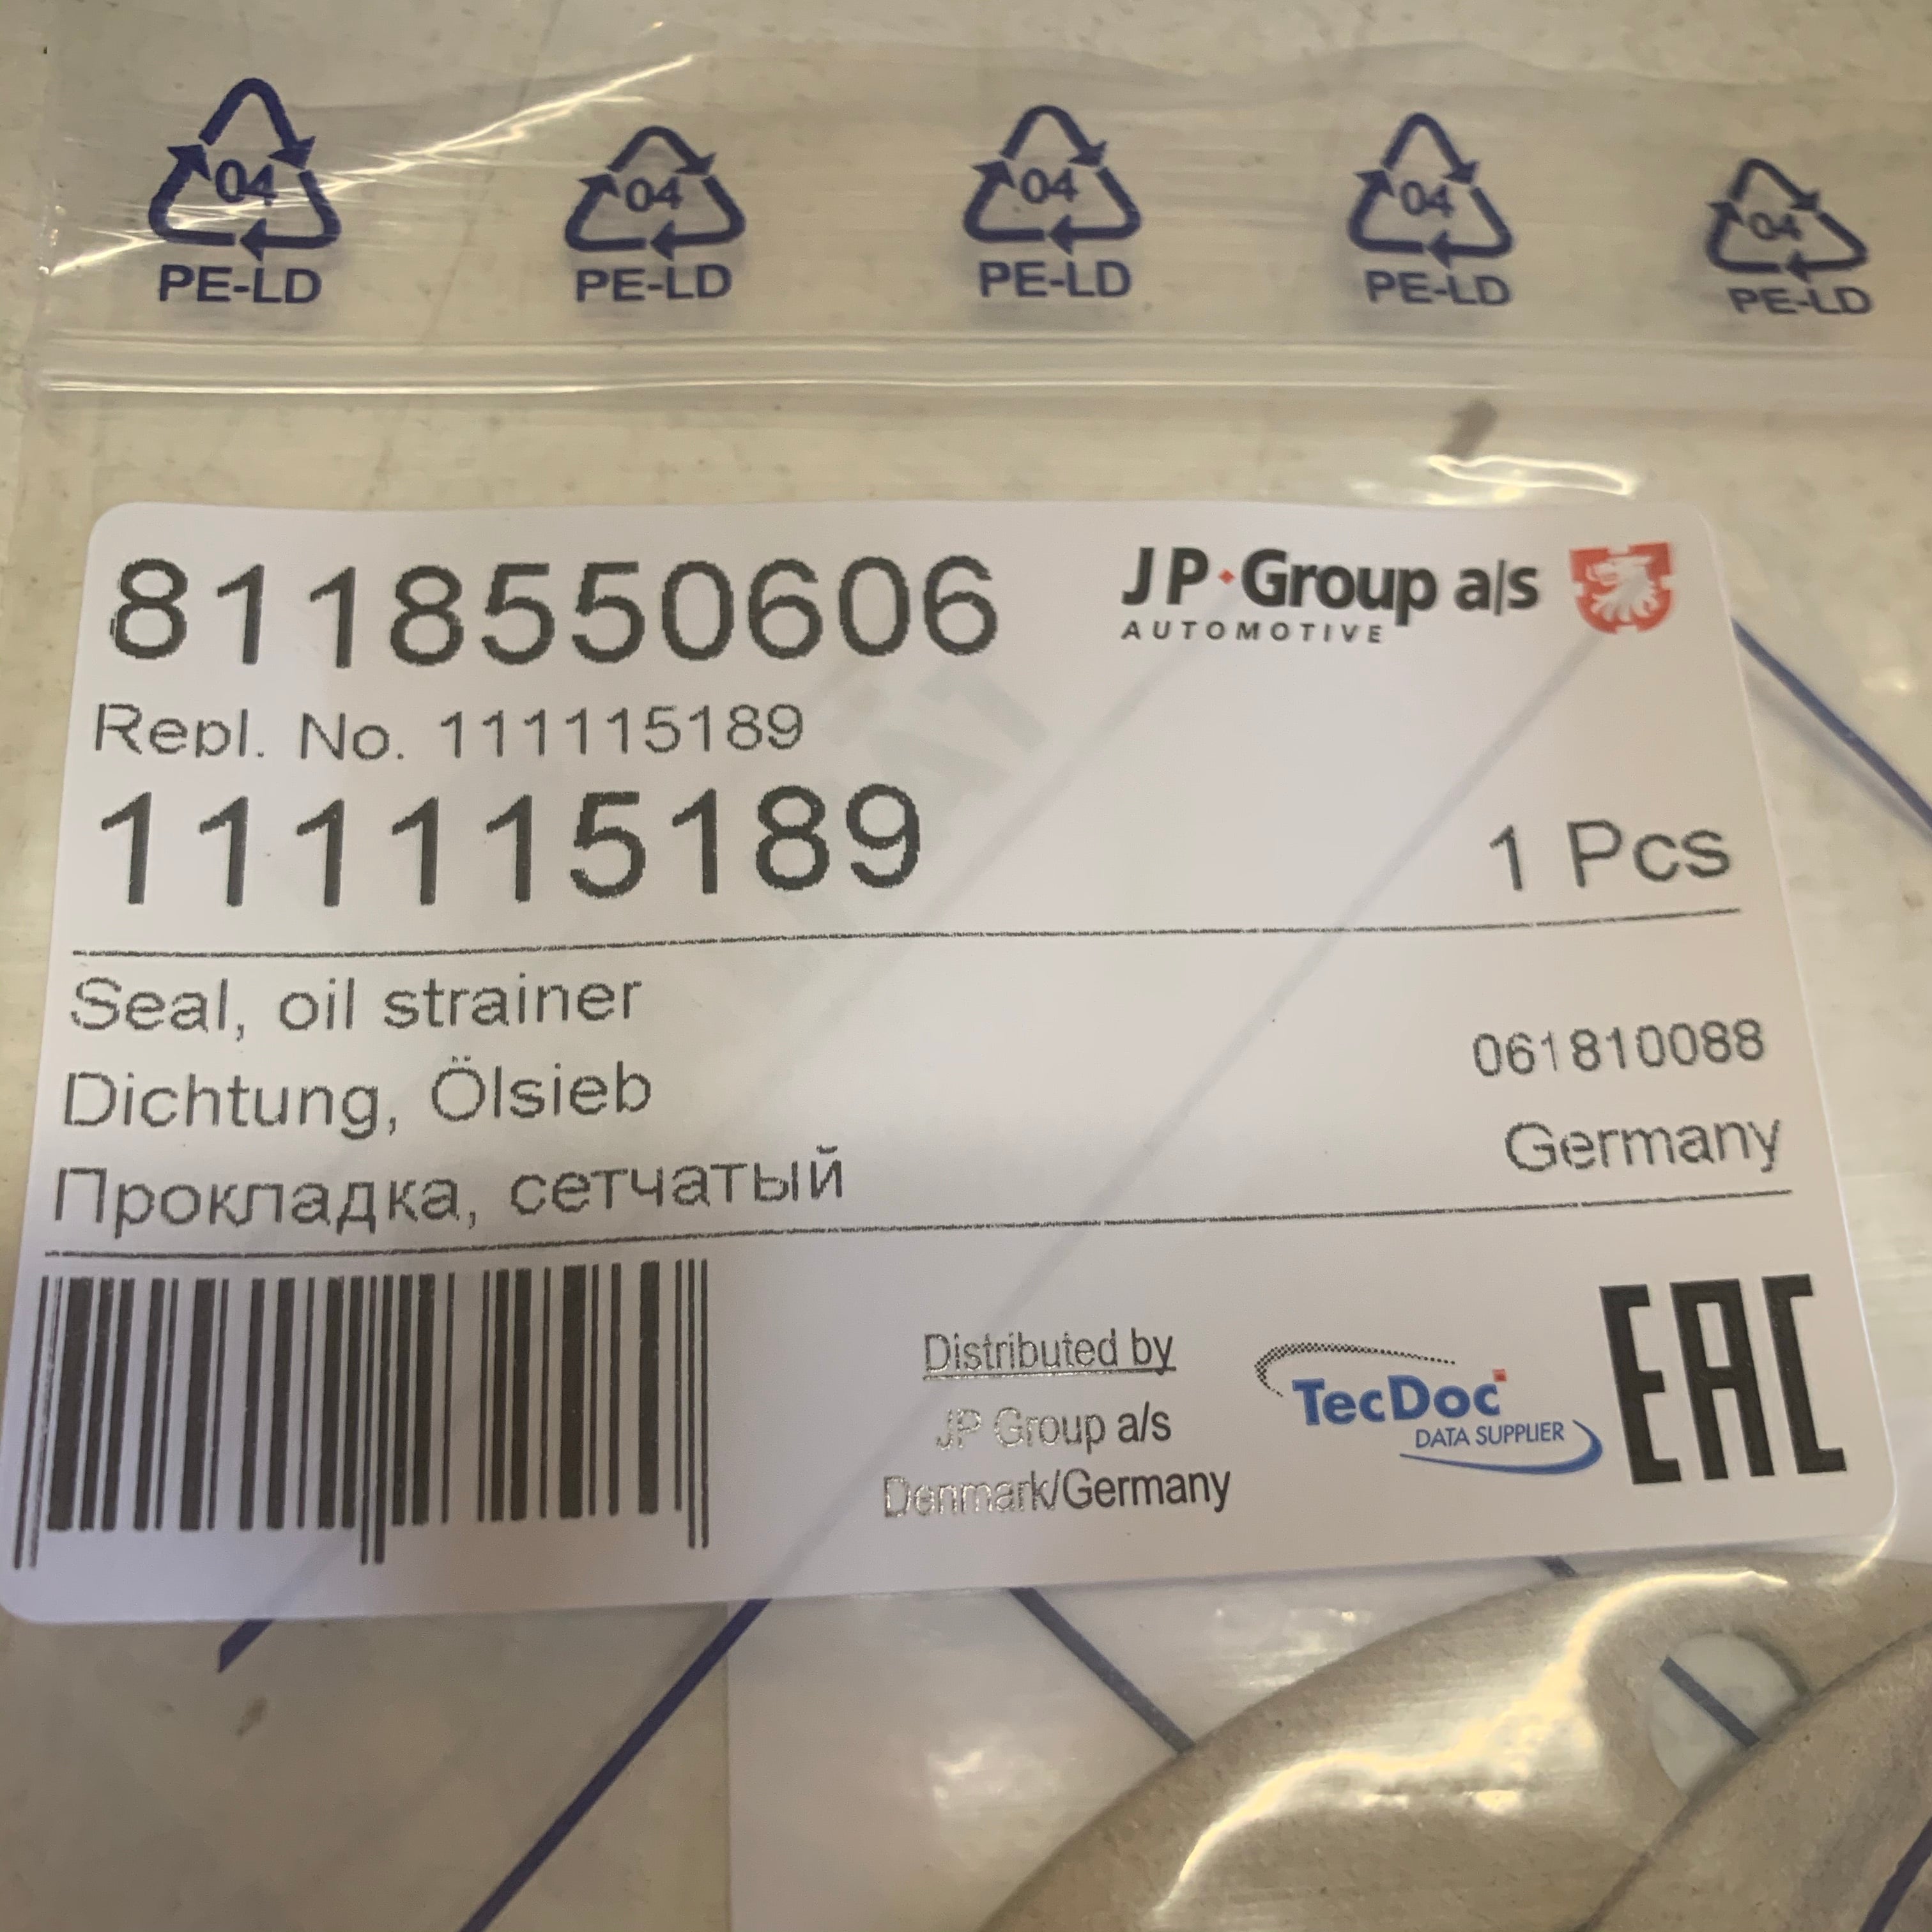 04 04 04 04 04
PE-LD PE-LD PE-LD PE-LD PE-LD
8118550606
JP Group a/s
AUTOMOTIVE
Repl. No. 111115189
111115189
1 Pcs
Seal, oil strainer
Dichtung, Ölsieb
Прокладка, сетчатый
061810088
Germany
Distributed by
JP Group a/s
Denmark/Germany
TecDoc
DATA SUPPLIER
EAC